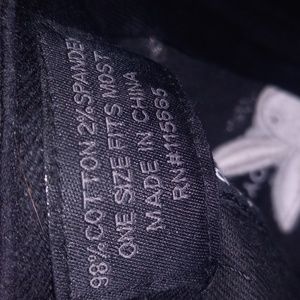 98% COTTON 2%SPANDEX
ONE SIZE FITS MOST
MADE IN CHINA
RN#115665